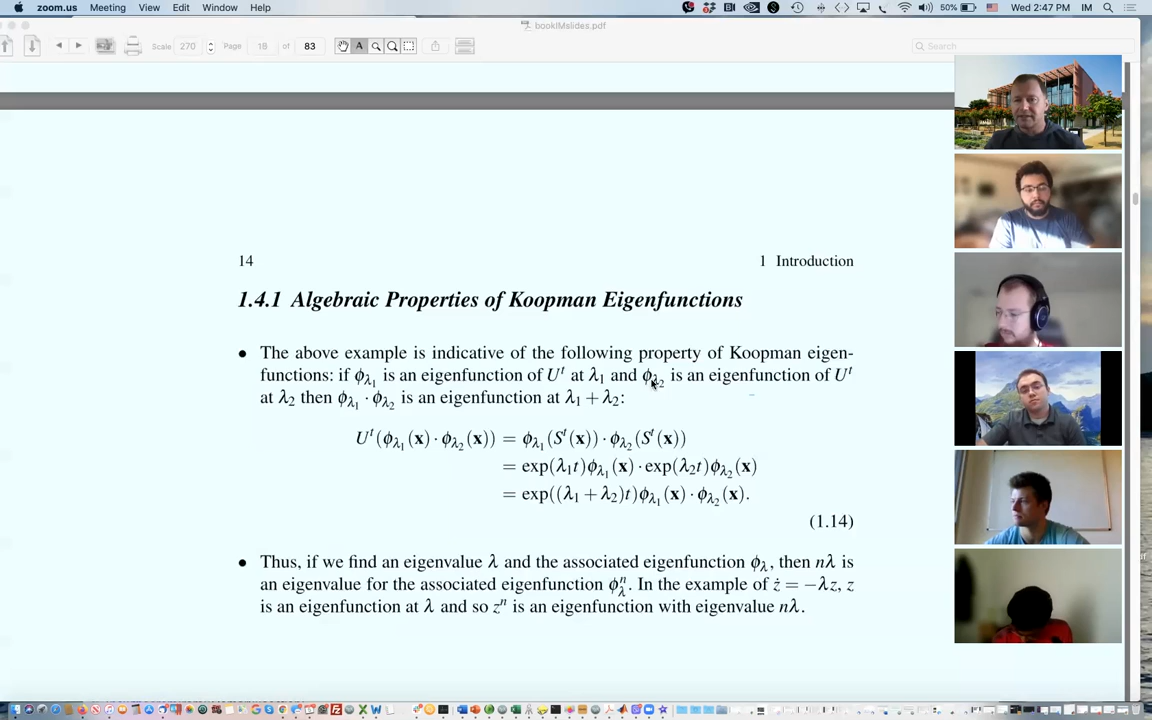 zoom.us Meeting View Edit Window Help 50% Wed 2:47 PM IM
bookIMslides.pdf
Scale 270 Page 18 of 83 A Search
14 1 Introduction
1.4.1 Algebraic Properties of Koopman Eigenfunctions
• The above example is indicative of the following property of Koopman eigen-
functions: if ϕλ₁ is an eigenfunction of Uᵗ at λ₁ and ϕλ₂ is an eigenfunction of Uᵗ
at λ₂ then ϕλ₁ · ϕλ₂ is an eigenfunction at λ₁ + λ₂:
Uᵗ(ϕλ₁(x) · ϕλ₂(x)) = ϕλ₁(Sᵗ(x)) · ϕλ₂(Sᵗ(x))
= exp(λ₁t)ϕλ₁(x) · exp(λ₂t)ϕλ₂(x)
= exp((λ₁ + λ₂)t)ϕλ₁(x) · ϕλ₂(x).
(1.14)
• Thus, if we find an eigenvalue λ and the associated eigenfunction ϕλ, then nλ is
an eigenvalue for the associated eigenfunction ϕλⁿ. In the example of ż = −λz, z
is an eigenfunction at λ and so zⁿ is an eigenfunction with eigenvalue nλ.